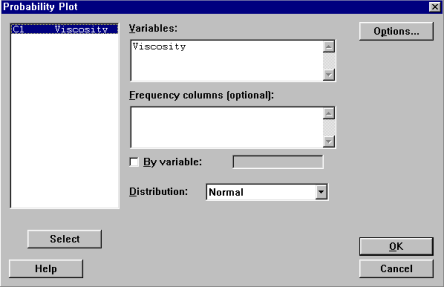 Probability Plot
C1 Viscosity
Variables:
Viscosity
Options...
Frequency columns (optional):
By variable:
Distribution:
Normal
Select
OK
Help
Cancel